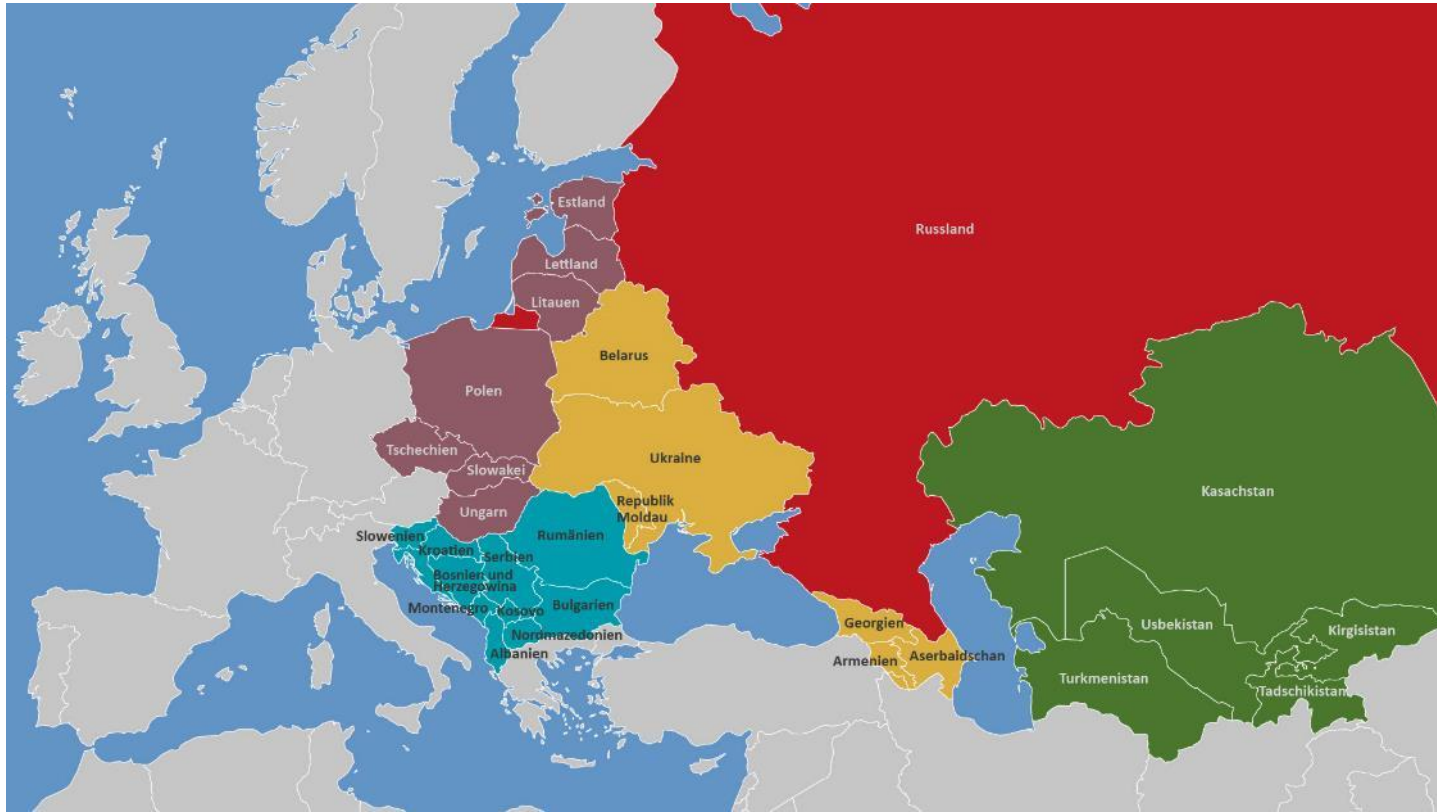 Estland
Russland
Lettland
Litauen
Belarus
Polen
Tschechien
Ukraine
Slowakei
Kasachstan
Republik
Moldau
Ungarn
Rumänien
Slowenien
Kroatien
Serbien
Bosnien und
Herzegowina
Montenegro
Kosovo
Bulgarien
Nordmazedonien
Albanien
Georgien
Armenien
Aserbaidschan
Usbekistan
Kirgisistan
Turkmenistan
Tadschikistan